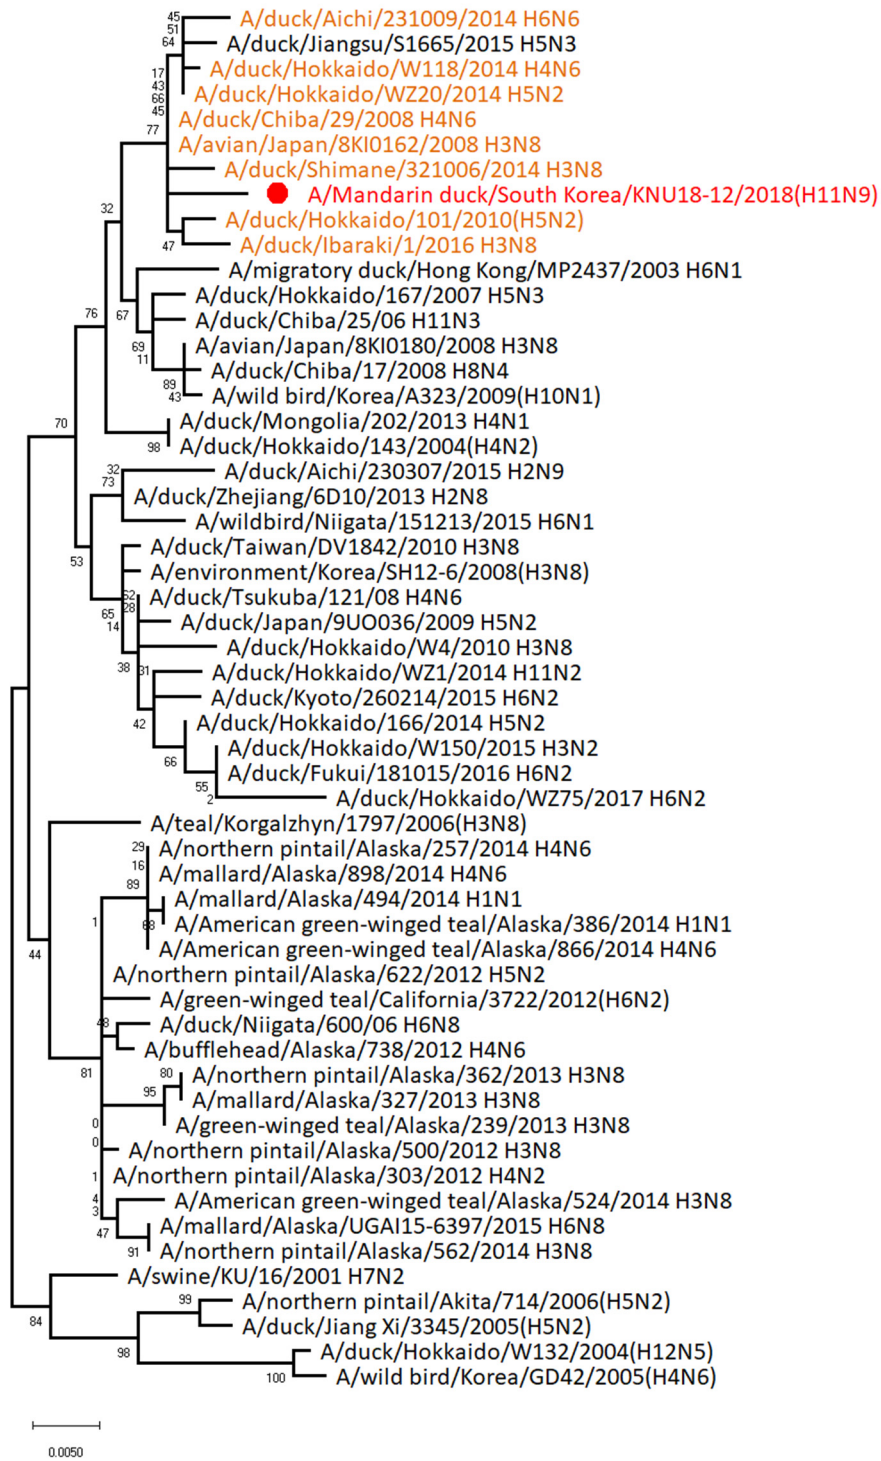 45
A/duck/Aichi/231009/2014 H6N6
51
64
A/duck/Jiangsu/S1665/2015 H5N3
17
A/duck/Hokkaido/W118/2014 H4N6
43
66
A/duck/Hokkaido/WZ20/2014 H5N2
45
A/duck/Chiba/29/2008 H4N6
77
A/avian/Japan/8KI0162/2008 H3N8
A/duck/Shimane/321006/2014 H3N8
A/Mandarin duck/South Korea/KNU18-12/2018(H11N9)
32
A/duck/Hokkaido/101/2010(H5N2)
47
A/duck/Ibaraki/1/2016 H3N8
A/migratory duck/Hong Kong/MP2437/2003 H6N1
A/duck/Hokkaido/167/2007 H5N3
76
67
A/duck/Chiba/25/06 H11N3
69
A/avian/Japan/8KI0180/2008 H3N8
11
A/duck/Chiba/17/2008 H8N4
89
43
A/wild bird/Korea/A323/2009(H10N1)
70
A/duck/Mongolia/202/2013 H4N1
98
A/duck/Hokkaido/143/2004(H4N2)
32
A/duck/Aichi/230307/2015 H2N9
73
A/duck/Zhejiang/6D10/2013 H2N8
A/wildbird/Niigata/151213/2015 H6N1
A/duck/Taiwan/DV1842/2010 H3N8
53
A/environment/Korea/SH12-6/2008(H3N8)
62
A/duck/Tsukuba/121/08 H4N6
28
65
14
A/duck/Japan/9UO036/2009 H5N2
A/duck/Hokkaido/W4/2010 H3N8
38
31
A/duck/Hokkaido/WZ1/2014 H11N2
A/duck/Kyoto/260214/2015 H6N2
42
A/duck/Hokkaido/166/2014 H5N2
A/duck/Hokkaido/W150/2015 H3N2
66
A/duck/Fukui/181015/2016 H6N2
55
2
A/duck/Hokkaido/WZ75/2017 H6N2
A/teal/Korgalzhyn/1797/2006(H3N8)
29
A/northern pintail/Alaska/257/2014 H4N6
16
A/mallard/Alaska/898/2014 H4N6
89
A/mallard/Alaska/494/2014 H1N1
1
68
A/American green-winged teal/Alaska/386/2014 H1N1
44
A/American green-winged teal/Alaska/866/2014 H4N6
A/northern pintail/Alaska/622/2012 H5N2
A/green-winged teal/California/3722/2012(H6N2)
48
A/duck/Niigata/600/06 H6N8
A/bufflehead/Alaska/738/2012 H4N6
81
80
A/northern pintail/Alaska/362/2013 H3N8
95
A/mallard/Alaska/327/2013 H3N8
0
A/green-winged teal/Alaska/239/2013 H3N8
0
A/northern pintail/Alaska/500/2012 H3N8
1
A/northern pintail/Alaska/303/2012 H4N2
4
A/American green-winged teal/Alaska/524/2014 H3N8
3
A/mallard/Alaska/UGAI15-6397/2015 H6N8
47
91
A/northern pintail/Alaska/562/2014 H3N8
A/swine/KU/16/2001 H7N2
99
A/northern pintail/Akita/714/2006(H5N2)
84
A/duck/Jiang Xi/3345/2005(H5N2)
98
A/duck/Hokkaido/W132/2004(H12N5)
100
A/wild bird/Korea/GD42/2005(H4N6)
0.0050